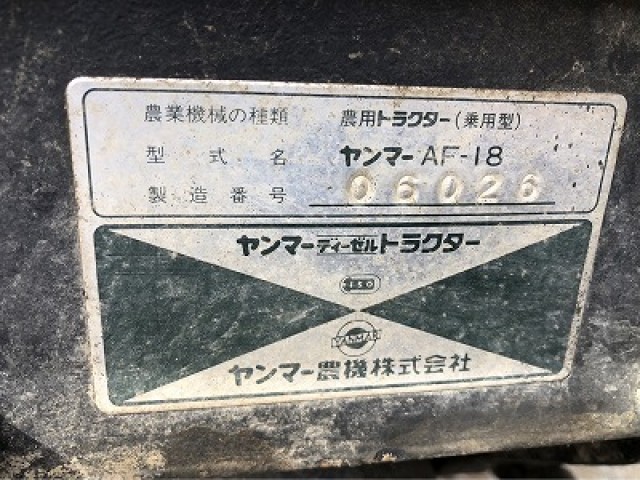 農業機械の種類 農用トラクター(乗用型)
型式名 ヤンマー AF-18
製造番号 06026
ヤンマーディーゼルトラクター
YANMAR
ヤンマー農機株式会社